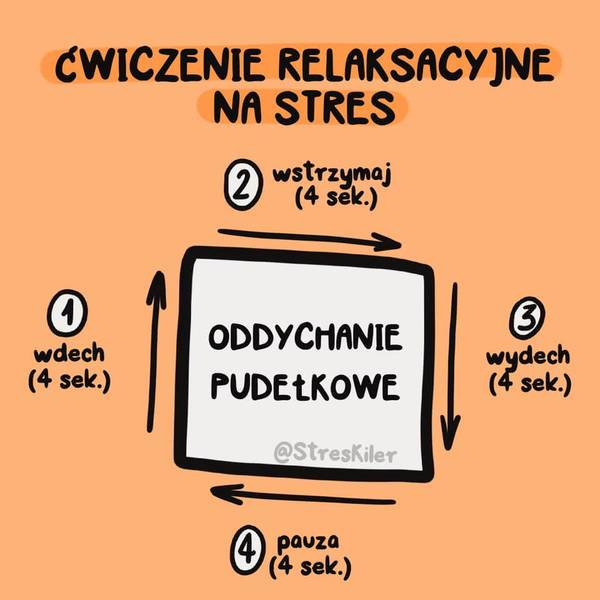 ĆWICZENIE RELAKSACYJNE
NA STRES
2 wstrzymaj
(4 sek.)
1
wdech
(4 sek.)
ODDYCHANIE
PUDEŁKOWE
@StresKiler
3
wydech
(4 sek.)
4 pauza
(4 sek.)